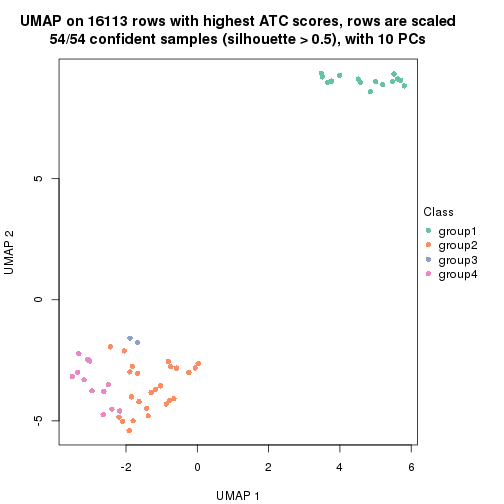 UMAP on 16113 rows with highest ATC scores, rows are scaled
54/54 confident samples (silhouette > 0.5), with 10 PCs
5
0
-5
UMAP 2
-2
0
2
4
6
UMAP 1
Class
group1
group2
group3
group4